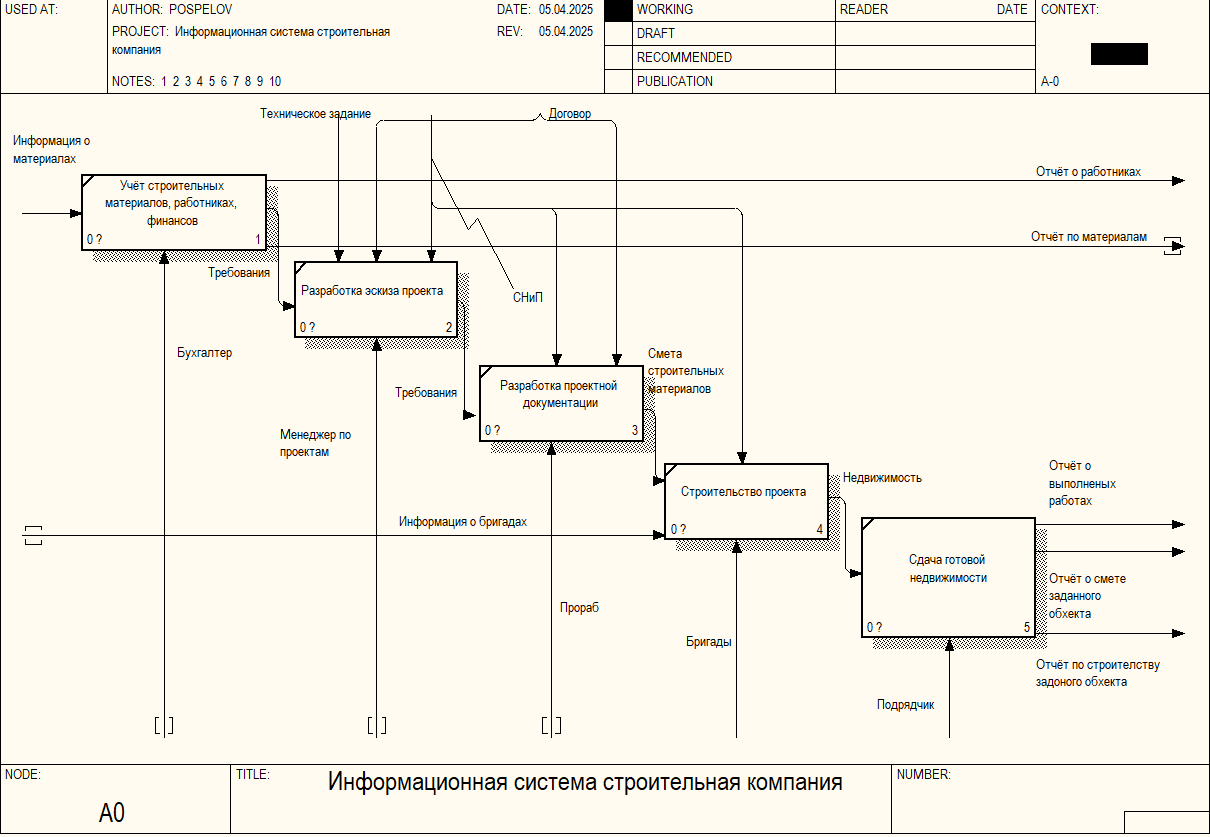 USED AT:
AUTHOR: POSPELOV
DATE: 05.04.2025
PROJECT: Информационная система строительная
компания
REV: 05.04.2025
NOTES: 1 2 3 4 5 6 7 8 9 10
WORKING
DRAFT
RECOMMENDED
PUBLICATION
READER
DATE
CONTEXT:
A-0
Техническое задание
Договор
Информация о
материалах
Учёт строительных
материалов, работников,
финансов
0 ?
1
Отчёт о работниках
Отчёт по материалам
Требования
Разработка эскиза проекта
0 ?
2
СНиП
Бухгалтер
Требования
Смета
строительных
материалов
Разработка проектной
документации
0 ?
3
Менеджер по
проектам
Строительство проекта
0 ?
4
Недвижимость
Информация о бригадах
Отчёт о
выполненых
работах
Сдача готовой
недвижимости
0 ?
5
Отчёт о смете
заданного
обхекта
Прораб
Бригады
Отчёт по строителству
задоного обхекта
Подрядчик
NODE:
A0
TITLE:
Информационная система строительная компания
NUMBER: